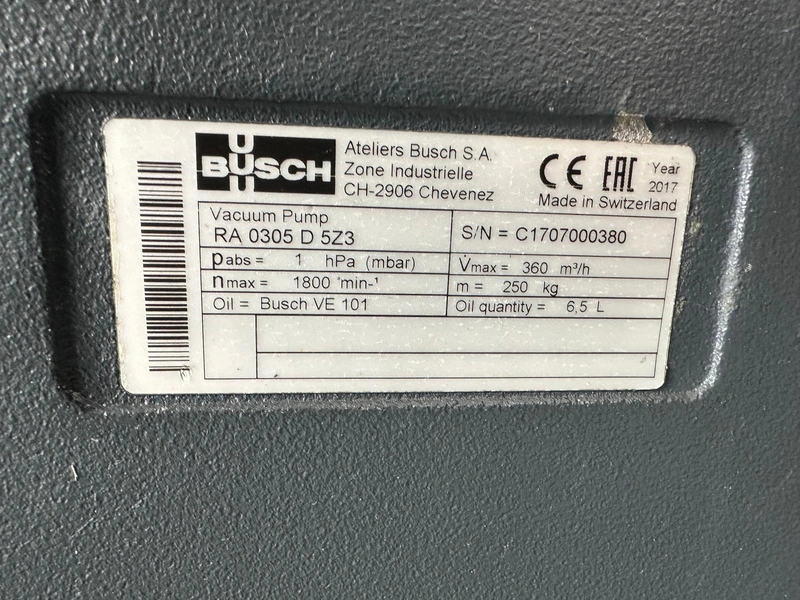 BUSCH
Ateliers Busch S.A.
Zone Industrielle
CH-2906 Chevenez
CE EAC Year
2017
Made in Switzerland
Vacuum Pump
RA 0305 D 5Z3
S/N = C1707000380
pabs = 1 hPa (mbar)
V̇max = 360 m³/h
nmax = 1800 min-¹
m = 250 kg
Oil = Busch VE 101
Oil quantity = 6,5 L